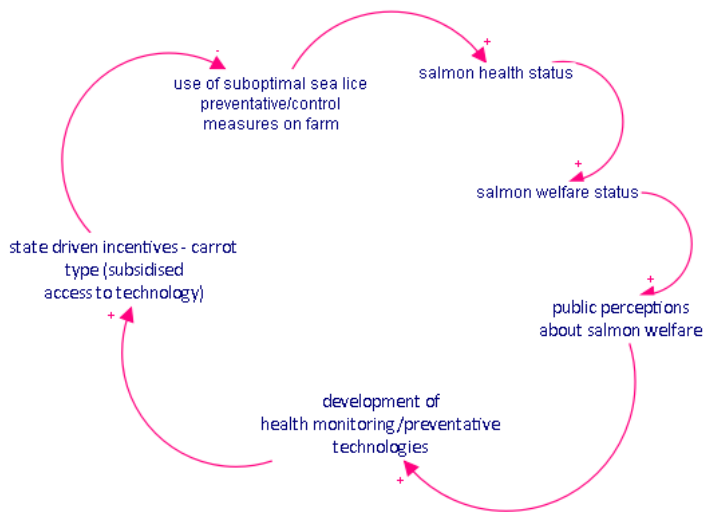 -
use of suboptimal sea lice
preventative/control
measures on farm
+
salmon health status
+
salmon welfare status
+
public perceptions
about salmon welfare
development of
health monitoring/preventative
technologies
+
state driven incentives - carrot
type (subsidised
access to technology)
+